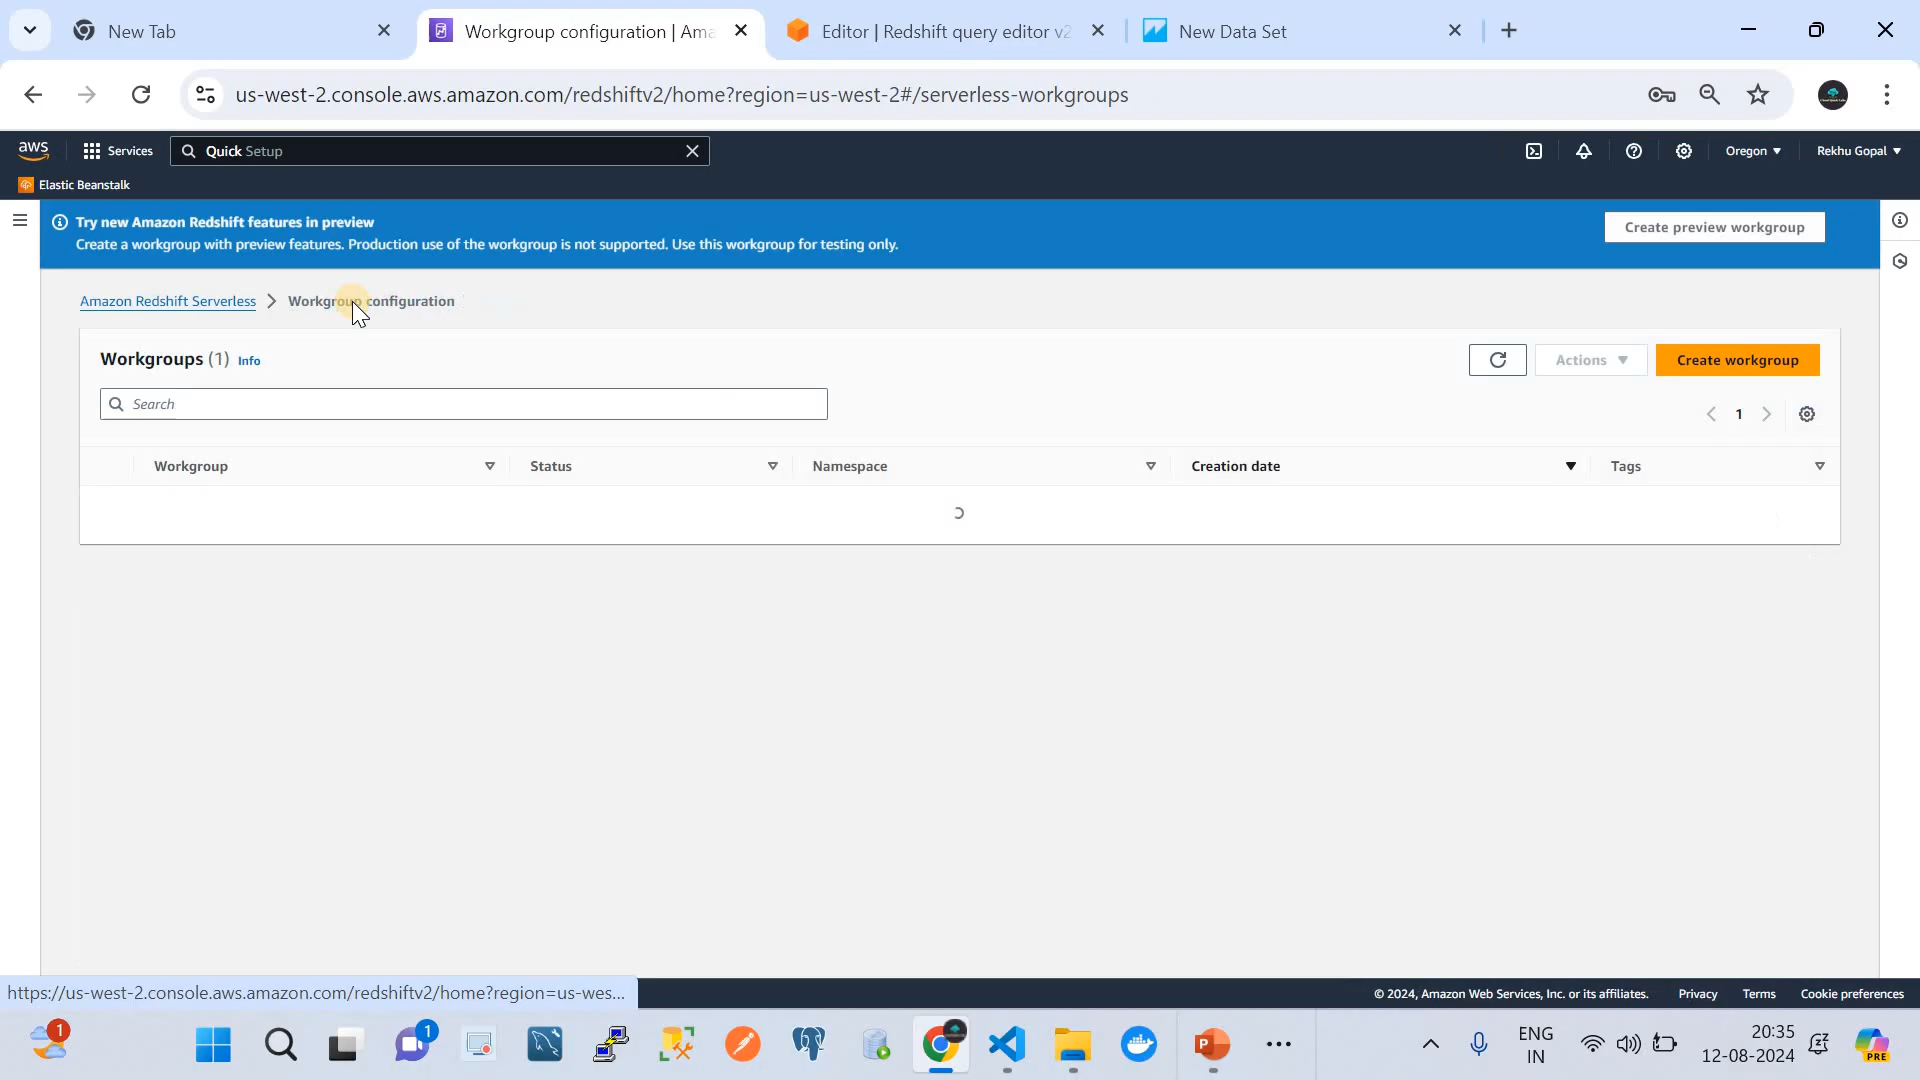 New Tab
Workgroup configuration | Ama
Editor | Redshift query editor v2
New Data Set
us-west-2.console.aws.amazon.com/redshiftv2/home?region=us-west-2#/serverless-workgroups
aws
Services
Quick Setup
Oregon
Rekhu Gopal
Elastic Beanstalk
Try new Amazon Redshift features in preview
Create a workgroup with preview features. Production use of the workgroup is not supported. Use this workgroup for testing only.
Create preview workgroup
Amazon Redshift Serverless
Workgroup configuration
Workgroups (1) Info
Actions
Create workgroup
Search
1
Workgroup
Status
Namespace
Creation date
Tags
https://us-west-2.console.aws.amazon.com/redshiftv2/home?region=us-wes...
© 2024, Amazon Web Services, Inc. or its affiliates.
Privacy
Terms
Cookie preferences
1
1
ENG
IN
20:35
12-08-2024
PRE